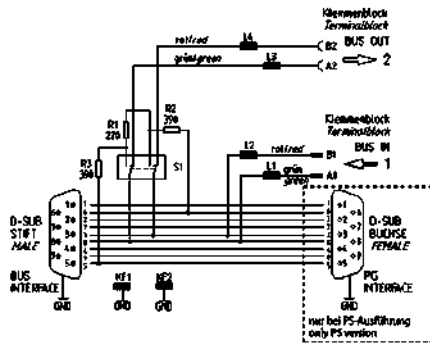 Klemmenblock
Terminalblock
rot/red
L4
B2
BUS OUT
grün/green
L3
A2
2
R1
220
R2
390
Klemmenblock
Terminalblock
L2
rot/red
B1
BUS IN
R3
390
S1
L1
grün
green
A1
1
D-SUB
STIFT
MALE
BUS
INTERFACE
D-SUB
BUCHSE
FEMALE
PG
INTERFACE
KF1
KF2
GND
GND
GND
GND
nur bei PS-Ausführung
only PS version